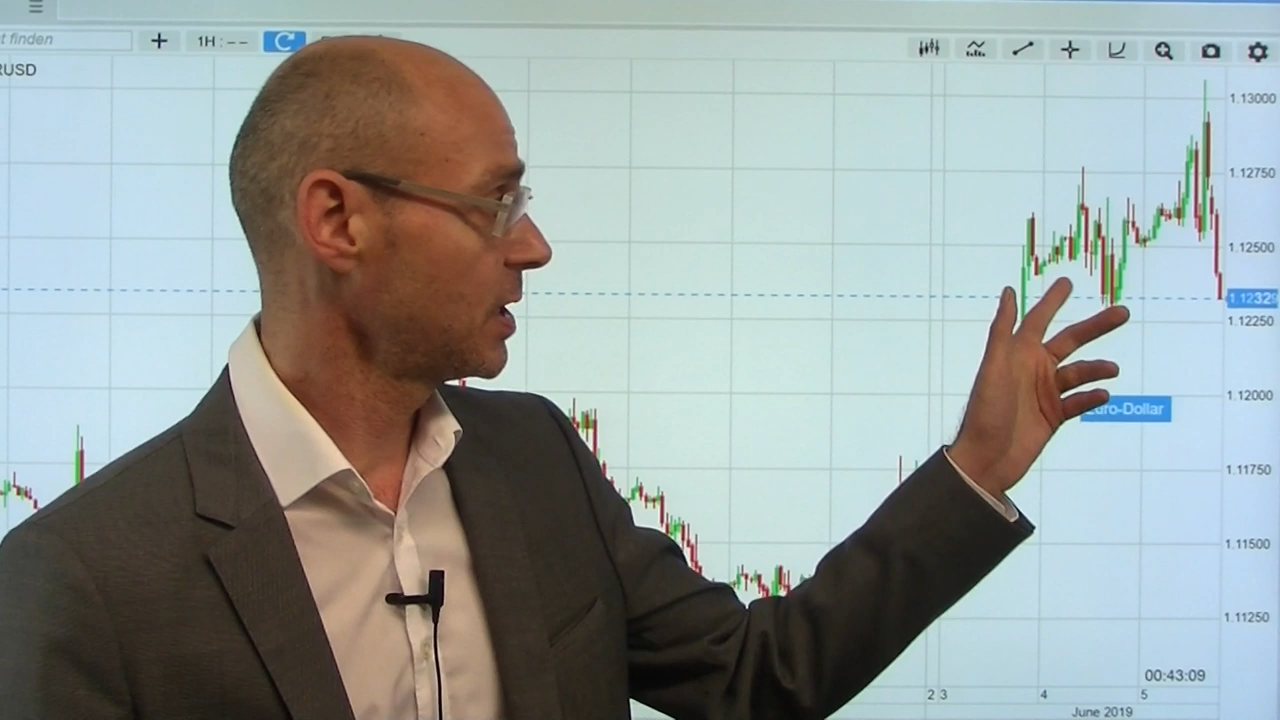 t finden
1H : --
RUSD
1.13000
1.12750
1.12500
1.1232
1.12250
1.12000
Euro-Dollar
1.11750
1.11500
1.11250
00:43:09
2 3 4 5
June 2019